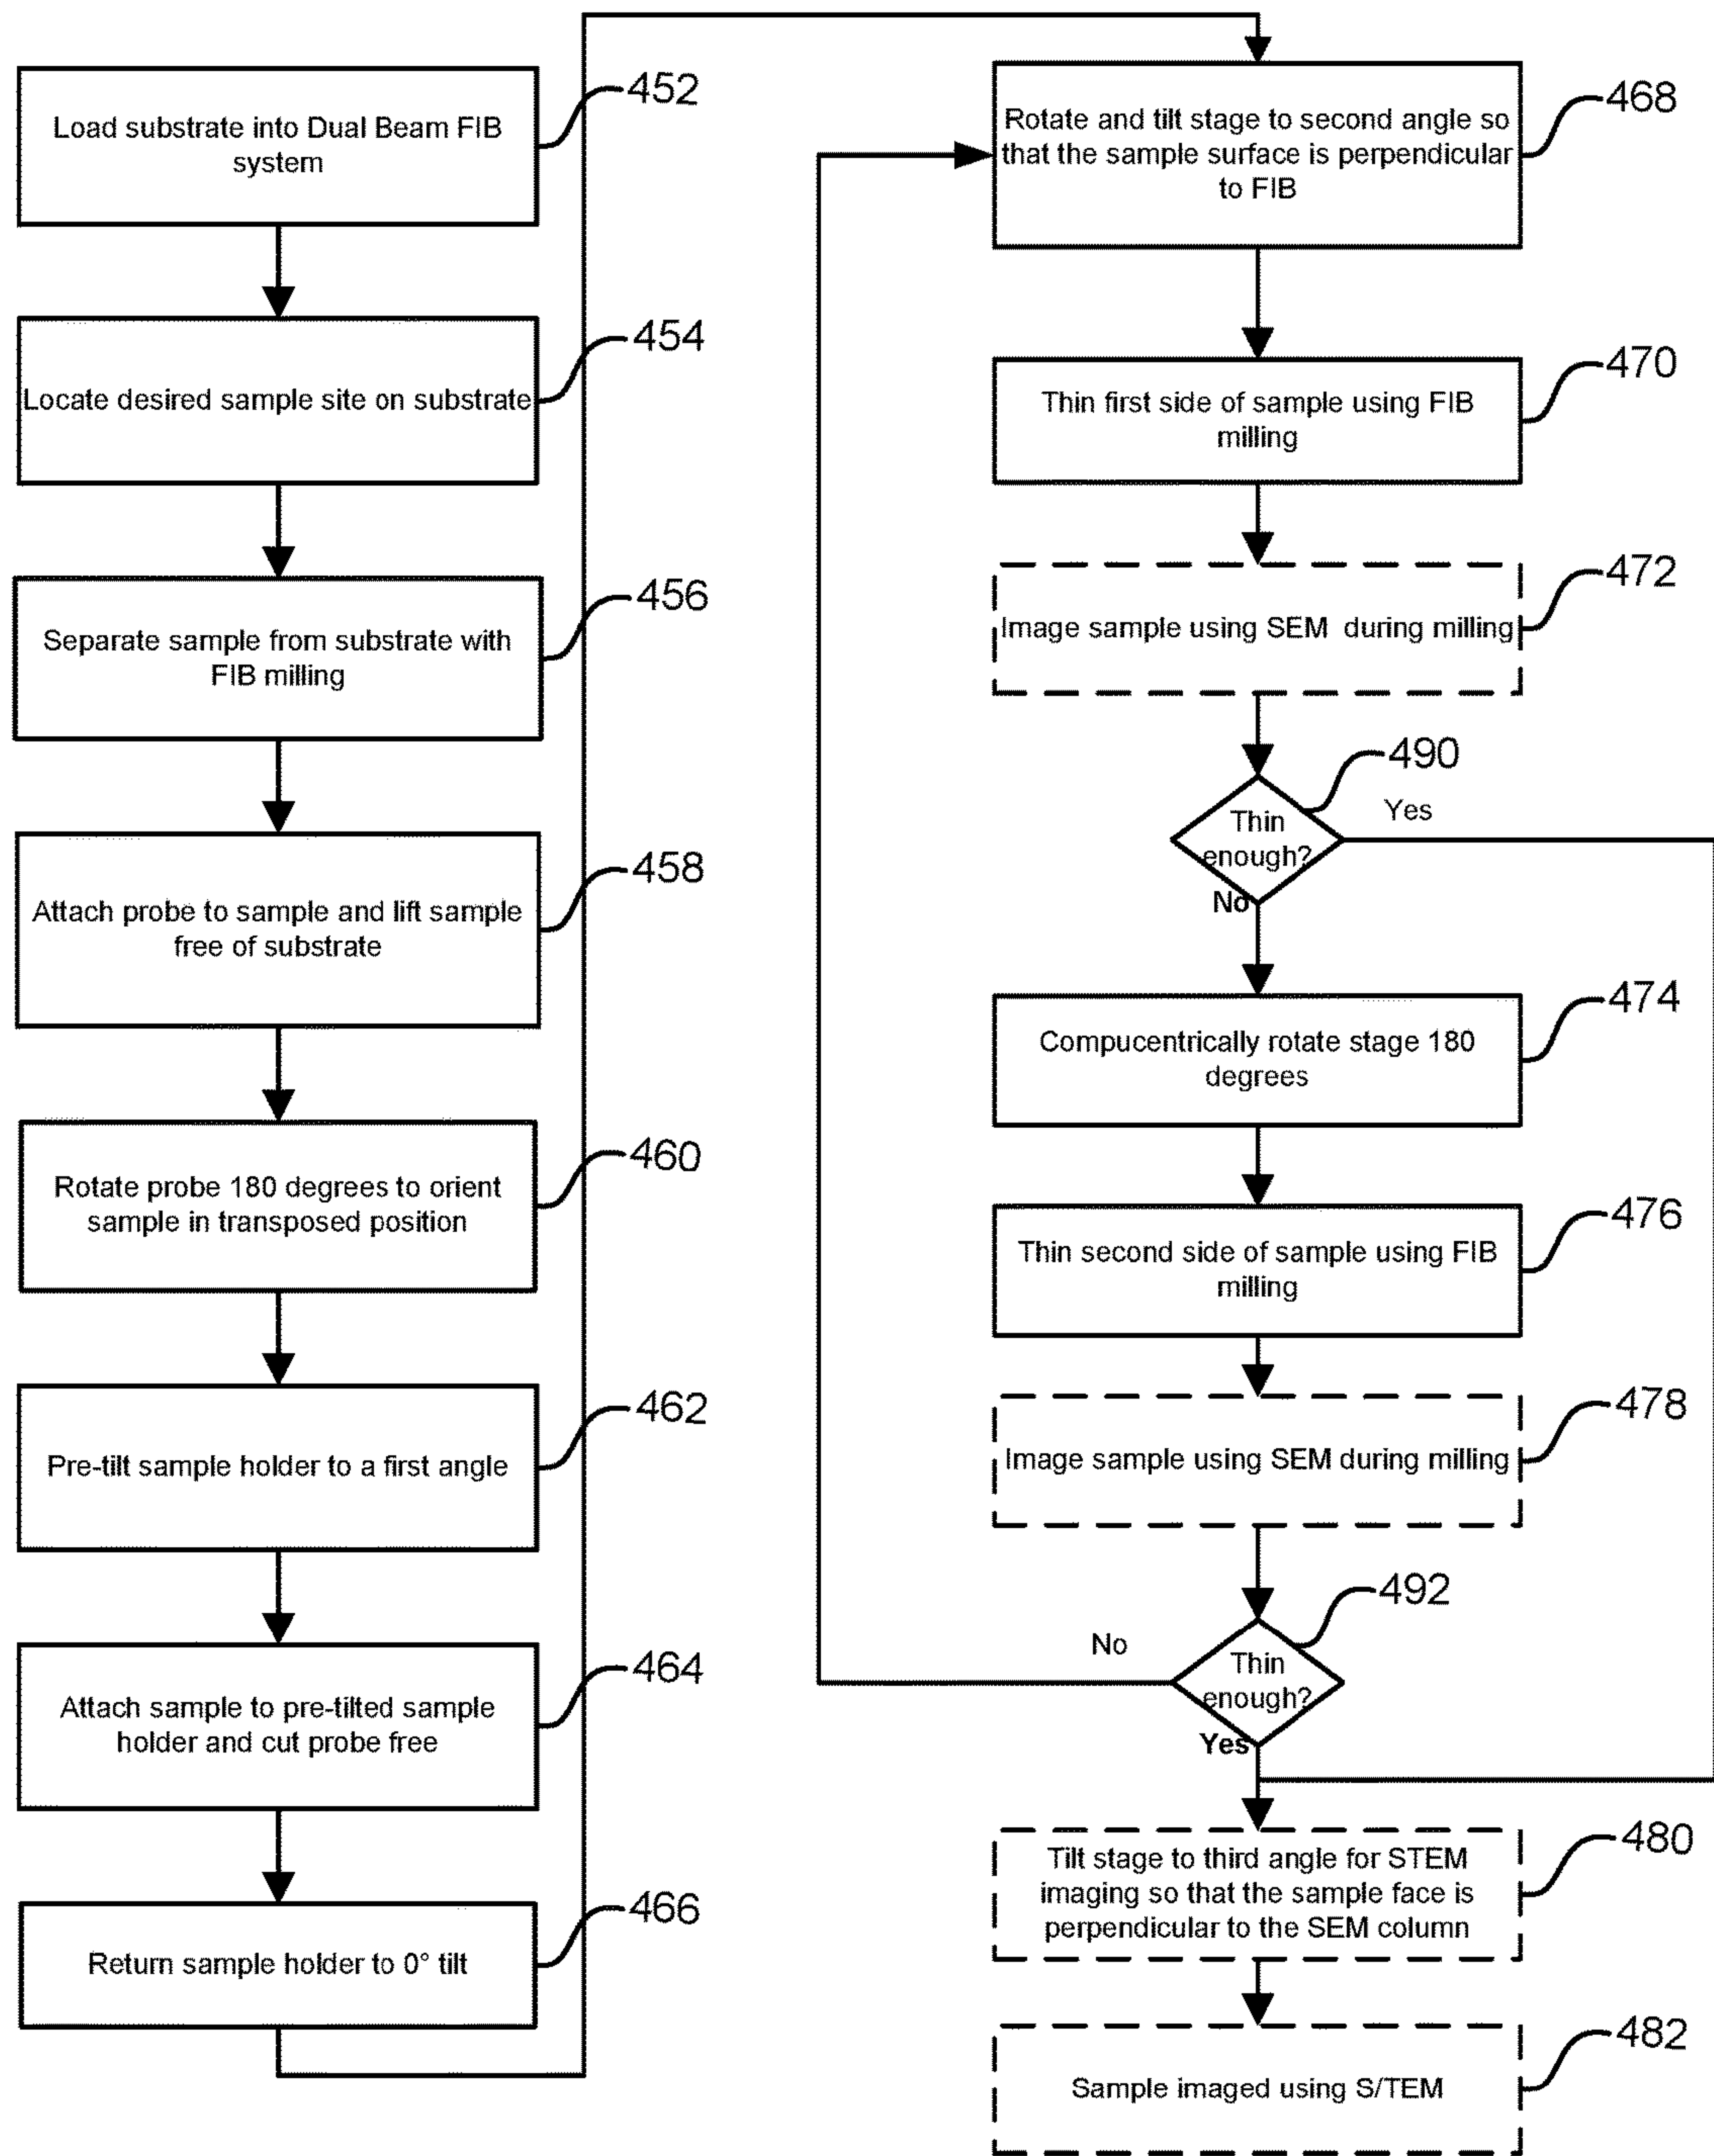 452
Load substrate into Dual Beam FIB
system
454
Locate desired sample site on substrate
456
Separate sample from substrate with
FIB milling
458
Attach probe to sample and lift sample
free of substrate
460
Rotate probe 180 degrees to orient
sample in transposed position
462
Pre-tilt sample holder to a first angle
464
Attach sample to pre-tilted sample
holder and cut probe free
466
Return sample holder to 0° tilt
468
Rotate and tilt stage to second angle so
that the sample surface is perpendicular
to FIB
470
Thin first side of sample using FIB
milling
472
Image sample using SEM during milling
490
Yes
Thin
enough?
No
474
Compucentrically rotate stage 180
degrees
476
Thin second side of sample using FIB
milling
478
Image sample using SEM during milling
492
No
Thin
enough?
Yes
480
Tilt stage to third angle for STEM
imaging so that the sample face is
perpendicular to the SEM column
482
Sample imaged using S/TEM